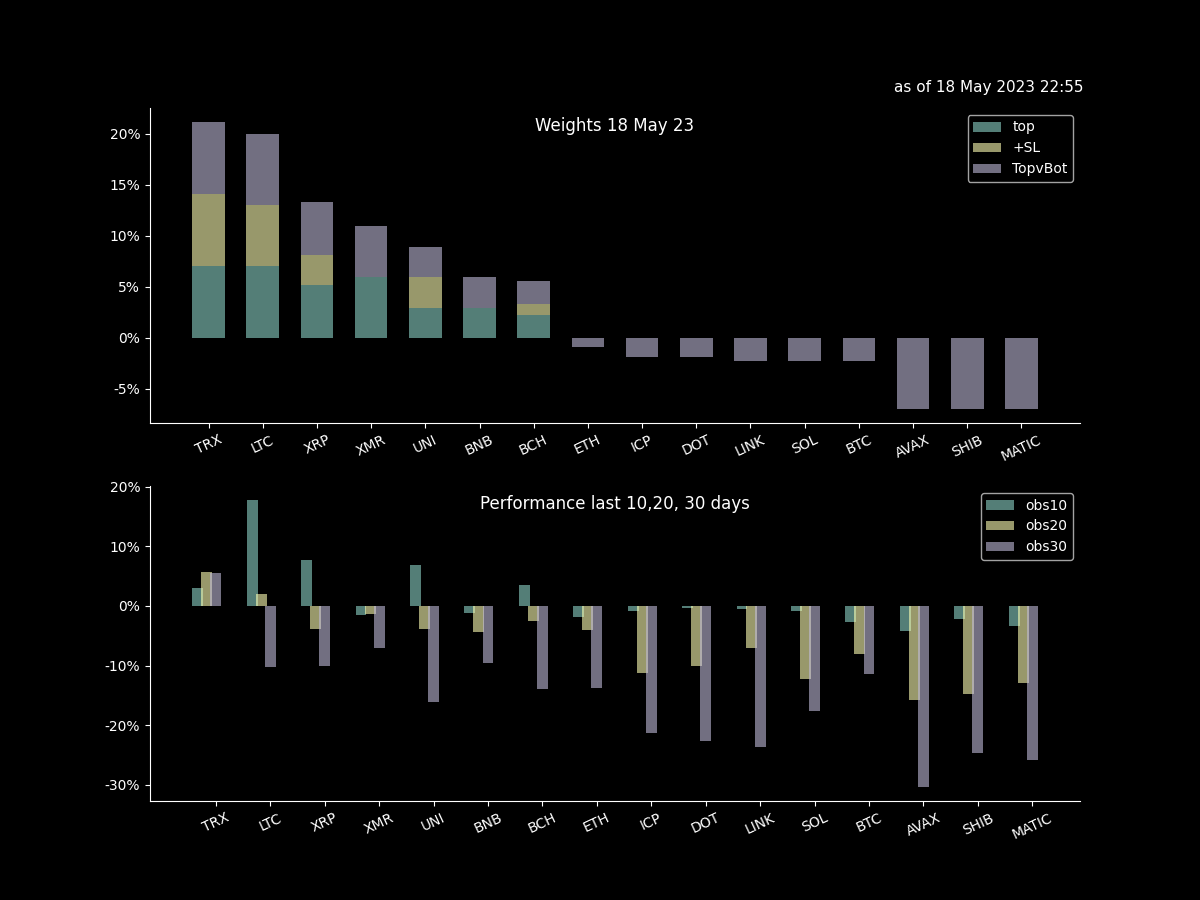 as of 18 May 2023 22:55
Weights 18 May 23
top
+SL
TopvBot
20%
15%
10%
5%
0%
-5%
TRX LTC XRP XMR UNI BNB BCH ETH ICP DOT LINK SOL BTC AVAX SHIB MATIC
Performance last 10,20, 30 days
obs10
obs20
obs30
20%
10%
0%
-10%
-20%
-30%
TRX LTC XRP XMR UNI BNB BCH ETH ICP DOT LINK SOL BTC AVAX SHIB MATIC